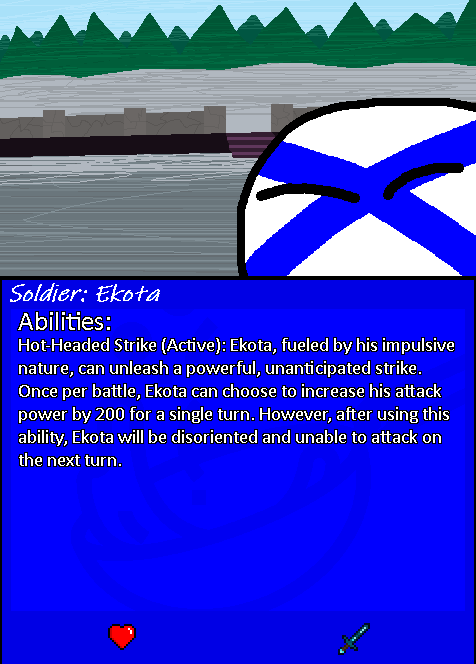 Soldier: Ekota
Abilities:
Hot-Headed Strike (Active): Ekota, fueled by his impulsive
nature, can unleash a powerful, unanticipated strike.
Once per battle, Ekota can choose to increase his attack
power by 200 for a single turn. However, after using this
ability, Ekota will be disoriented and unable to attack on
the next turn.